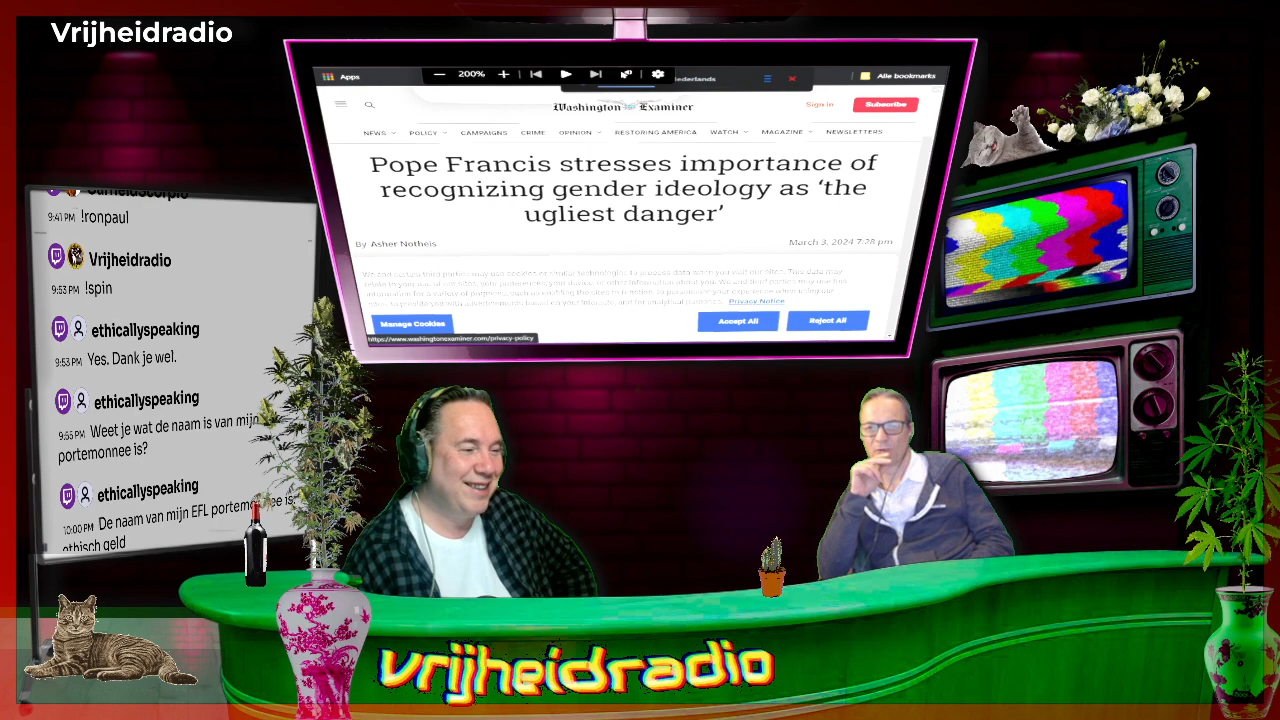 Vrijheidradio
Apps
200%
ederlands
Alle bookmarks
Washington Examiner
Sign In
Subscribe
NEWS POLICY CAMPAIGNS CRIME OPINION RESTORING AMERICA WATCH MAGAZINE NEWSLETTERS
Pope Francis stresses importance of
recognizing gender ideology as ‘the
ugliest danger’
By Asher Notheis
March 3, 2024 7:28 pm
Privacy Notice
Manage Cookies
Accept All
Reject All
https://www.washingtonexaminer.com/privacy-policy
9:41 PM !ronpaul
Vrijheidradio
9:53 PM !spin
ethicallyspeaking
9:53 PM Yes. Dank je wel.
ethicallyspeaking
9:55 PM Weet je wat de naam is van mijn
portemonnee is?
ethicallyspeaking
10:00 PM De naam van mijn EFL is
ethisch geld
vrijheidradio